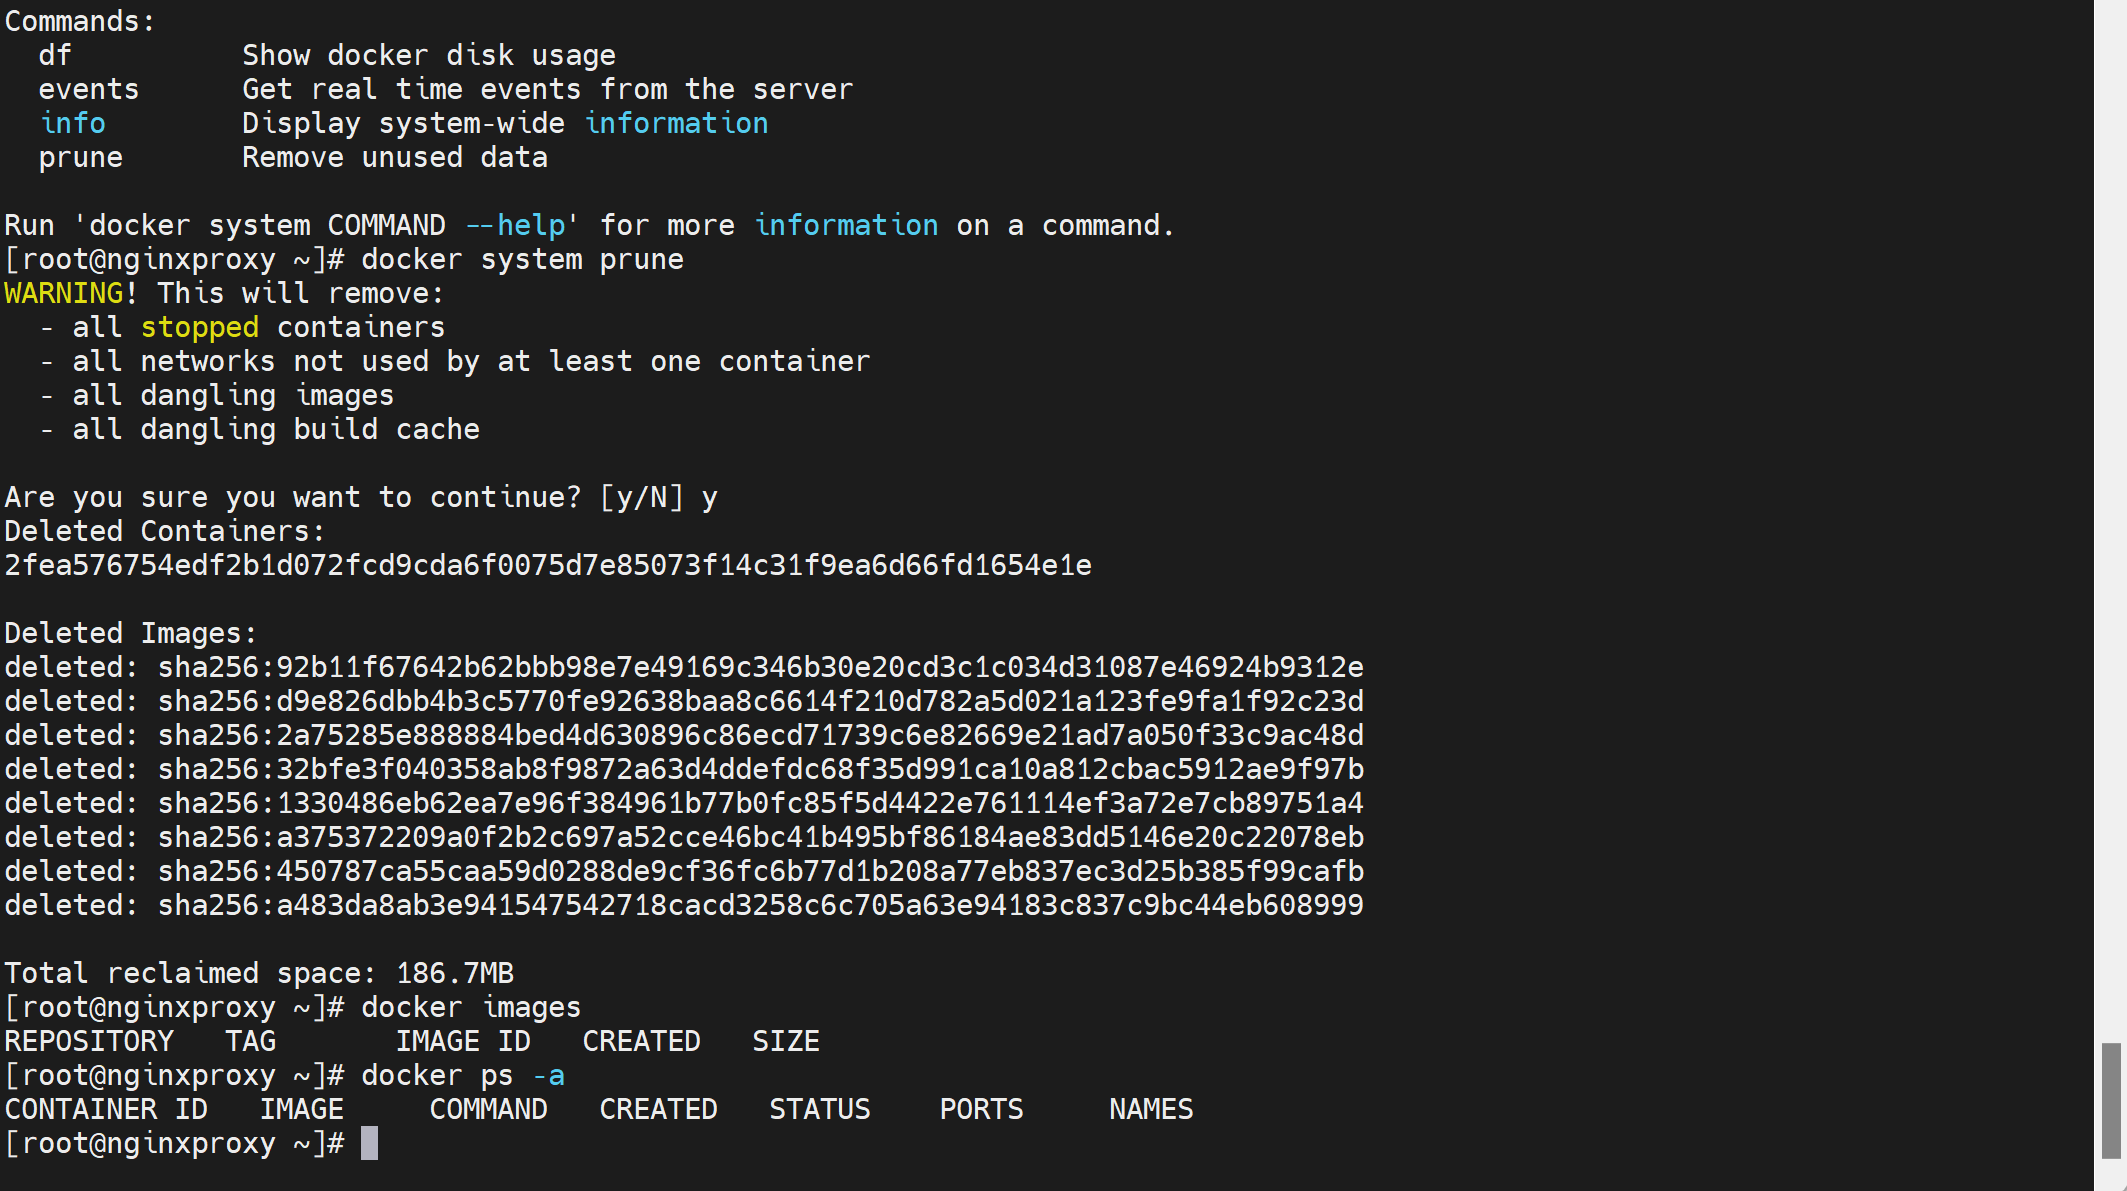 Commands:
  df          Show docker disk usage
  events      Get real time events from the server
  info        Display system-wide information
  prune       Remove unused data

Run 'docker system COMMAND --help' for more information on a command.
[root@nginxproxy ~]# docker system prune
WARNING! This will remove:
  - all stopped containers
  - all networks not used by at least one container
  - all dangling images
  - all dangling build cache

Are you sure you want to continue? [y/N] y
Deleted Containers:
2fea576754edf2b1d072fcd9cda6f0075d7e85073f14c31f9ea6d66fd1654e1e

Deleted Images:
deleted: sha256:92b11f67642b62bbb98e7e49169c346b30e20cd3c1c034d31087e46924b9312e
deleted: sha256:d9e826dbb4b3c5770fe92638baa8c6614f210d782a5d021a123fe9fa1f92c23d
deleted: sha256:2a75285e888884bed4d630896c86ecd71739c6e82669e21ad7a050f33c9ac48d
deleted: sha256:32bfe3f040358ab8f9872a63d4ddefdc68f35d991ca10a812cbac5912ae9f97b
deleted: sha256:1330486eb62ea7e96f384961b77b0fc85f5d4422e761114ef3a72e7cb89751a4
deleted: sha256:a375372209a0f2b2c697a52cce46bc41b495bf86184ae83dd5146e20c22078eb
deleted: sha256:450787ca55caa59d0288de9cf36fc6b77d1b208a77eb837ec3d25b385f99cafb
deleted: sha256:a483da8ab3e941547542718cacd3258c6c705a63e94183c837c9bc44eb608999

Total reclaimed space: 186.7MB
[root@nginxproxy ~]# docker images
REPOSITORY   TAG       IMAGE ID   CREATED   SIZE
[root@nginxproxy ~]# docker ps -a
CONTAINER ID   IMAGE     COMMAND   CREATED   STATUS    PORTS     NAMES
[root@nginxproxy ~]#